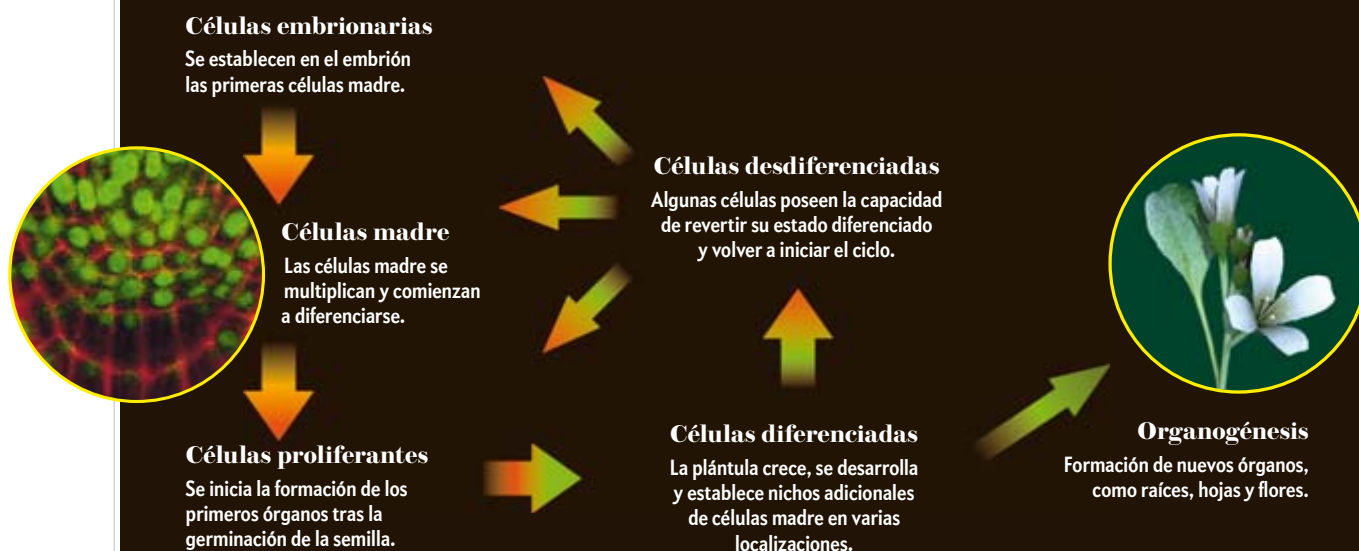 Células embrionarias
Se establecen en el embrión
las primeras células madre.
Células madre
Las células madre se
multiplican y comienzan
a diferenciarse.
Células proliferantes
Se inicia la formación de los
primeros órganos tras la
germinación de la semilla.
Células desdiferenciadas
Algunas células poseen la capacidad
de revertir su estado diferenciado
y volver a iniciar el ciclo.
Células diferenciadas
La plántula crece, se desarrolla
y establece nichos adicionales
de células madre en varias
localizaciones.
Organogénesis
Formación de nuevos órganos,
como raíces, hojas y flores.